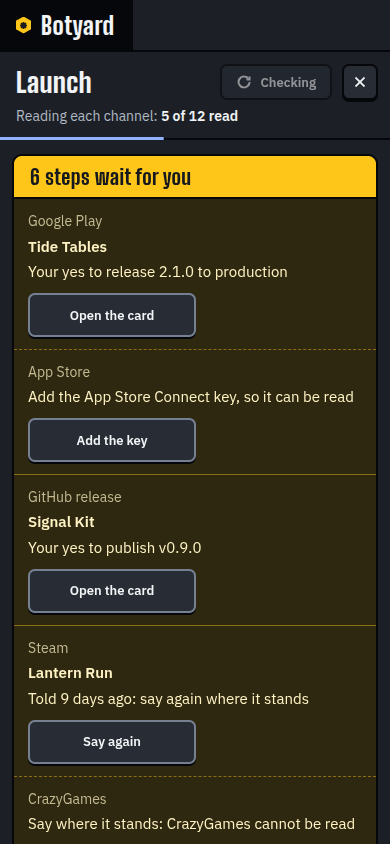 Botyard
Launch
Checking
Reading each channel: 5 of 12 read
6 steps wait for you
Google Play
Tide Tables
Your yes to release 2.1.0 to production
Open the card
App Store
Add the App Store Connect key, so it can be read
Add the key
GitHub release
Signal Kit
Your yes to publish v0.9.0
Open the card
Steam
Lantern Run
Told 9 days ago: say again where it stands
Say again
CrazyGames
Say where it stands: CrazyGames cannot be read